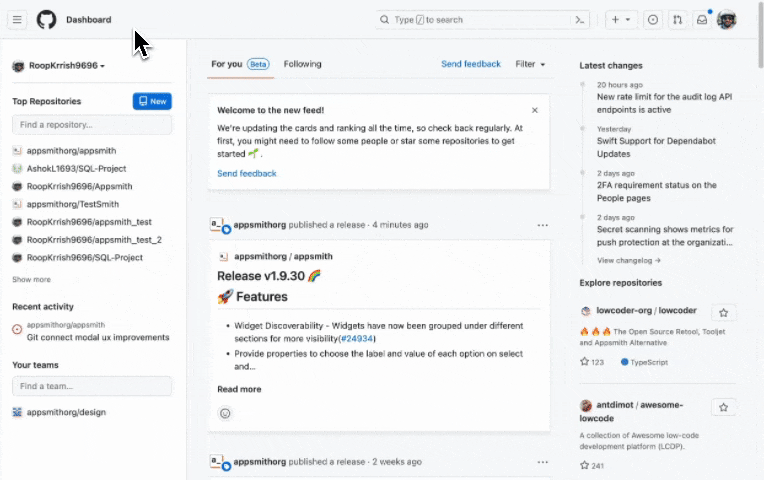 Dashboard
Type / to search
RoopKrrish9696
Top Repositories
New
Find a repository...
appsmithorg/appsmith
AshokL1693/SQL-Project
RoopKrrish9696/Appsmith
appsmithorg/TestSmith
RoopKrrish9696/appsmith_test
RoopKrrish9696/appsmith_test_2
RoopKrrish9696/SQL-Project
Show more
Recent activity
appsmithorg/appsmith
Git connect modal ux improvements
Your teams
Find a team...
appsmithorg/design
For you Beta
Following
Send feedback
Filter
Welcome to the new feed!
We're updating the cards and ranking all the time, so check back regularly. At
first, you might need to follow some people or star some repositories to get
started 🌱 .
Send feedback
appsmithorg published a release · 4 minutes ago
appsmithorg / appsmith
Release v1.9.30 🌈
🚀 Features
• Widget Discoverability - Widgets have now been grouped under different
sections for more visibility(#24934)
• Provide properties to choose the label and value of each option on select
and...
Read more
appsmithorg published a release · 2 weeks ago
Latest changes
20 hours ago
New rate limit for the audit log API
endpoints is active
Yesterday
Swift Support for Dependabot
Updates
2 days ago
2FA requirement status on the
People pages
2 days ago
Secret scanning shows metrics for
push protection at the organizati...
View changelog →
Explore repositories
lowcoder-org / lowcoder
🔥 🔥 🔥 The Open Source Retool, Tooljet
and Appsmith Alternative
123
TypeScript
antdimot / awesome-
lowcode
A collection of Awesome low-code
development platform (LCDP).
241